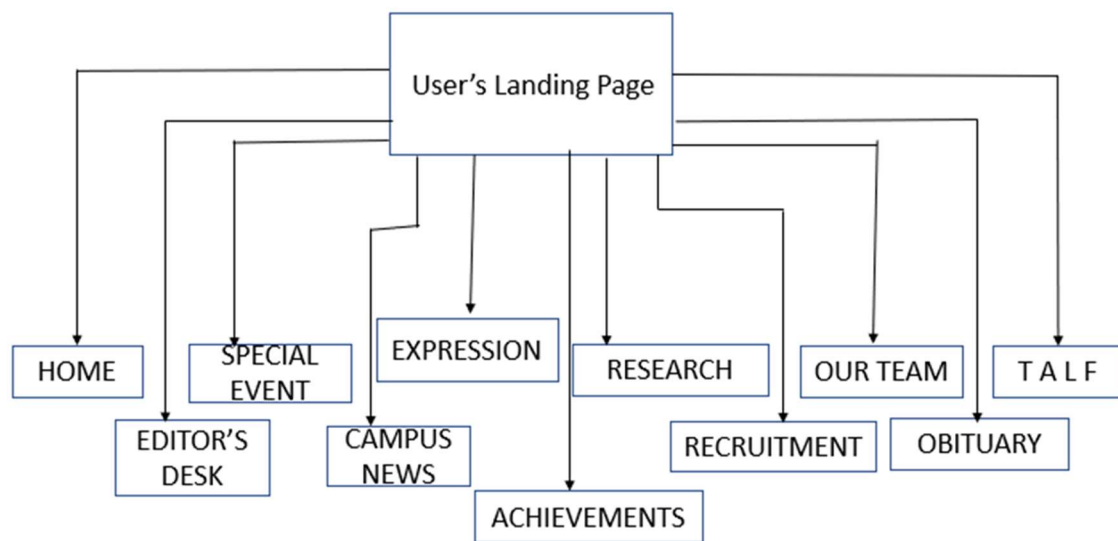 User's Landing Page
HOME
EDITOR'S
DESK
SPECIAL
EVENT
CAMPUS
NEWS
EXPRESSION
ACHIEVEMENTS
RESEARCH
RECRUITMENT
OUR TEAM
OBITUARY
T A L F